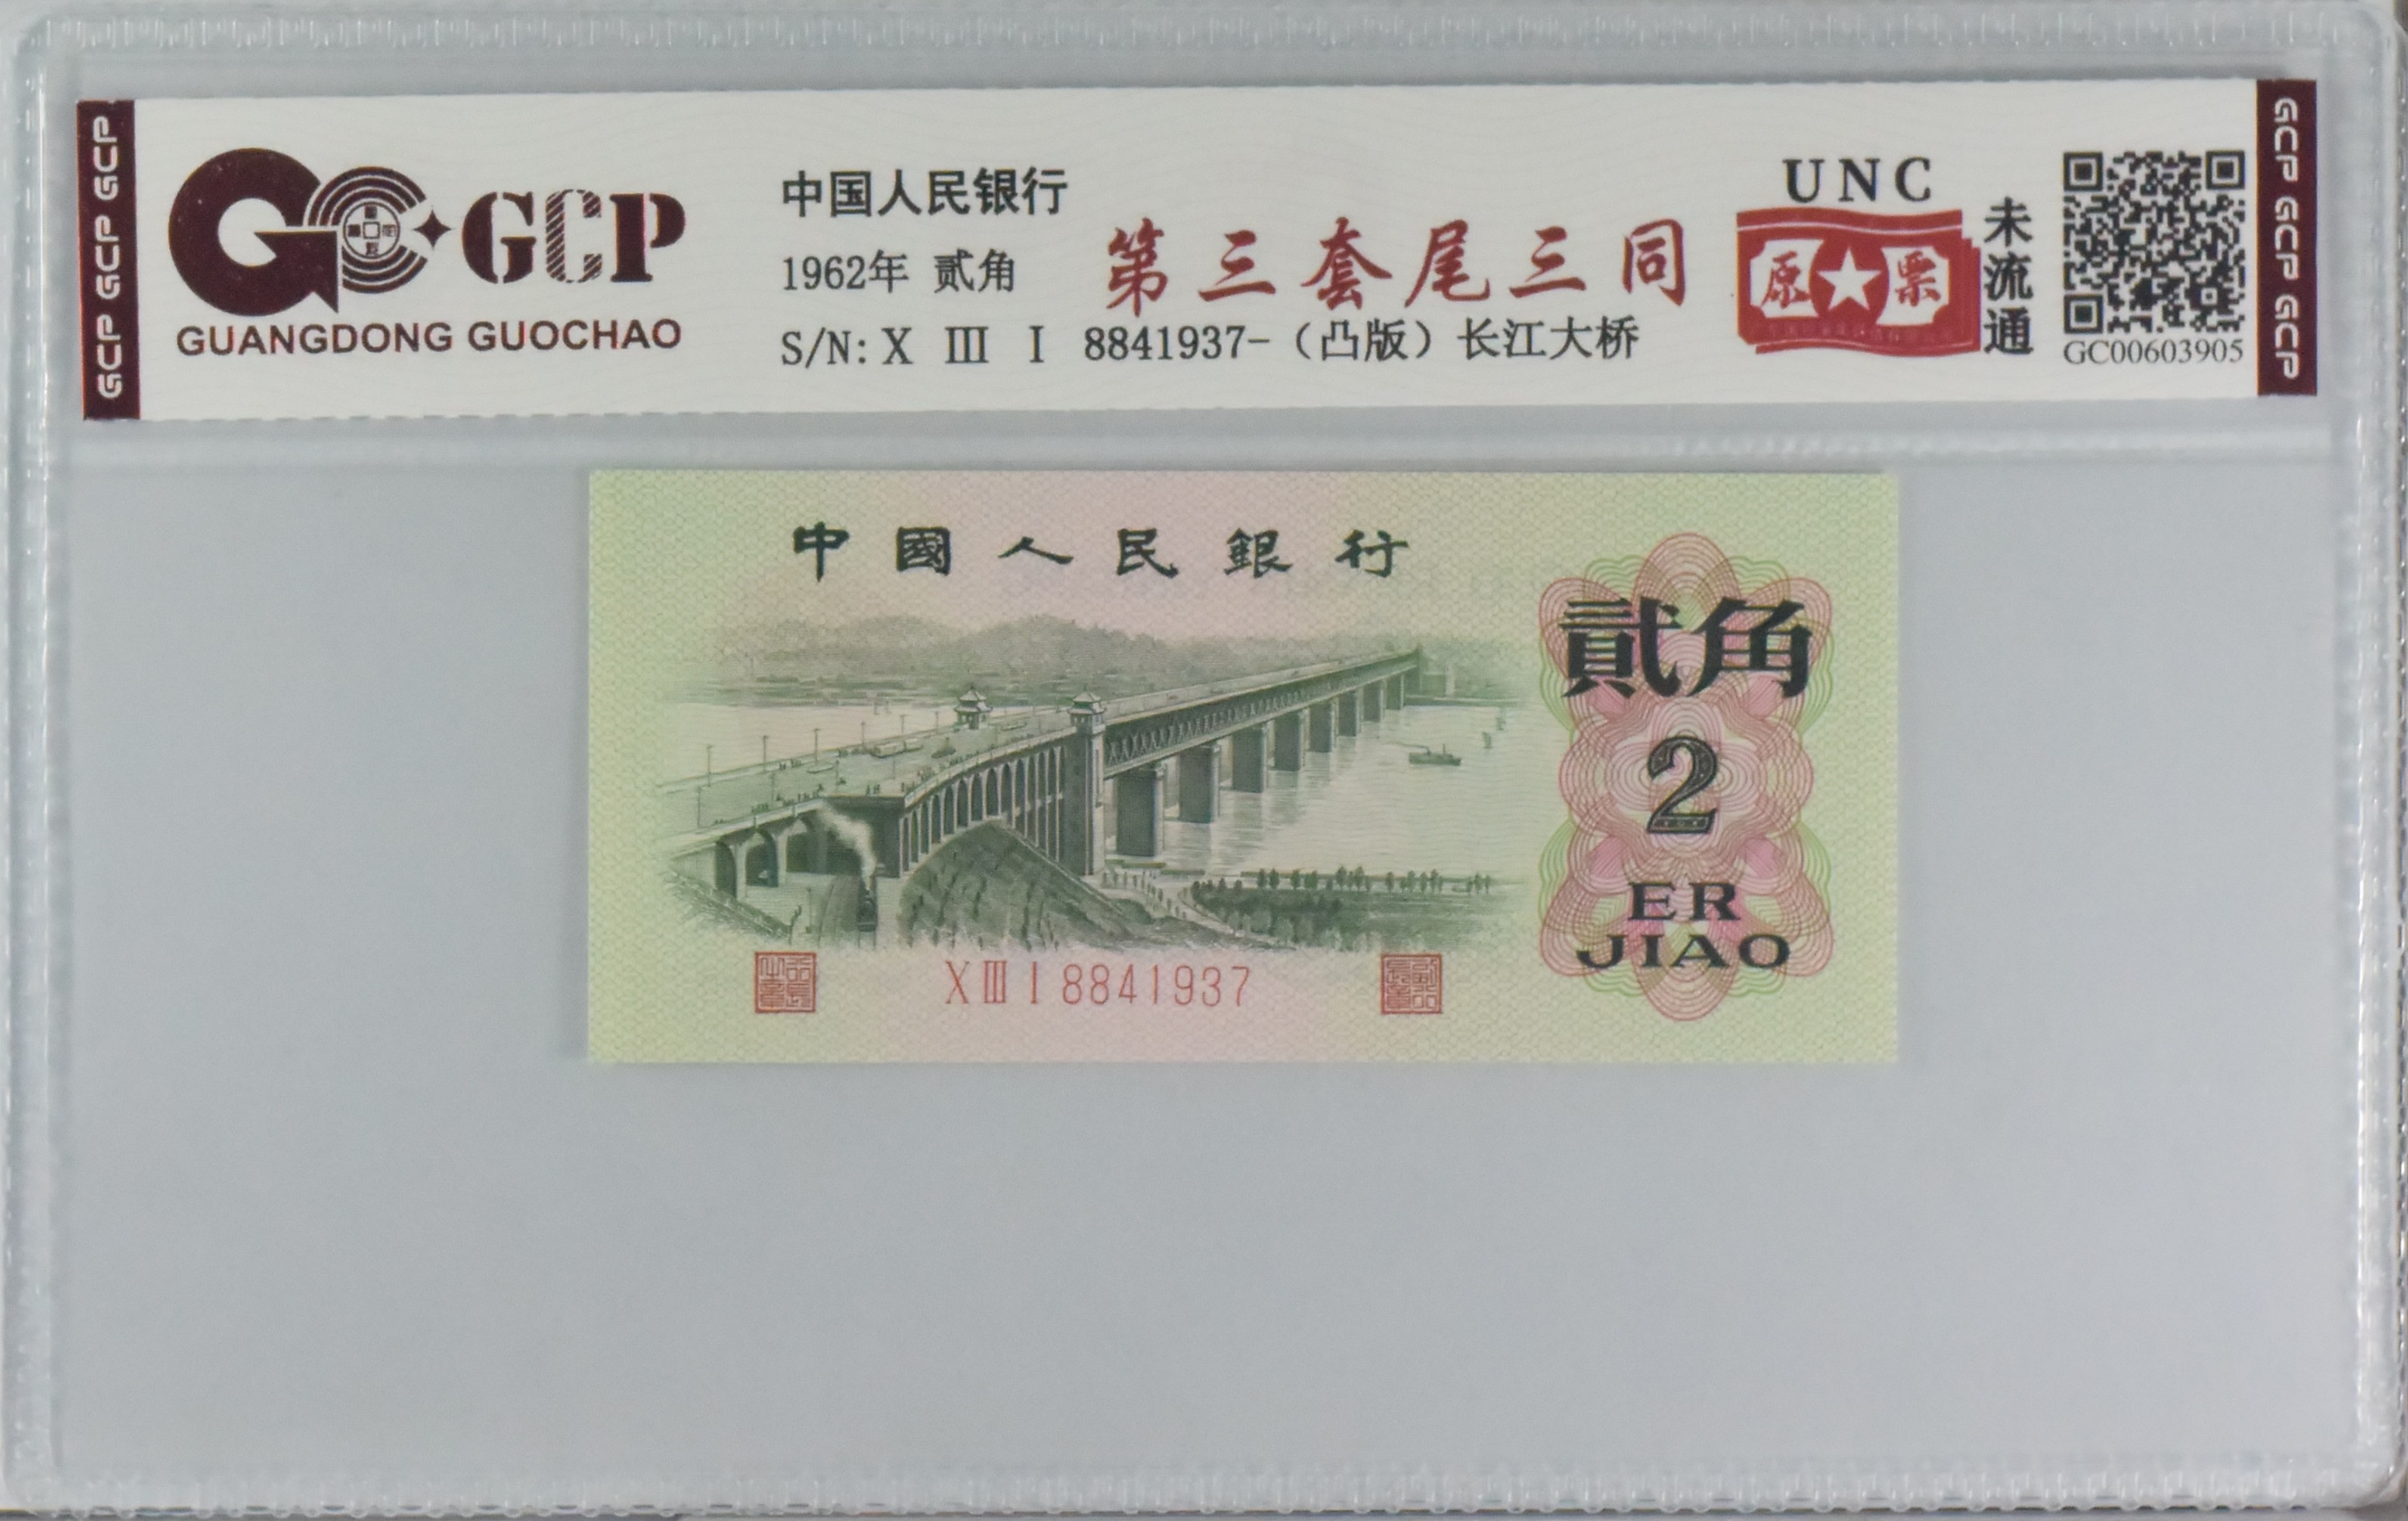 GCP GCP GCP
GCP
GUANGDONG GUOCHAO
中国人民银行
1962年 贰角
第三套尾三同
S/N: X Ⅲ I 8841937-（凸版）长江大桥
UNC
原★票
未流通
GC00603905
GCP GCP GCP
中國人民銀行
貳角
2
ER
JIAO
X Ⅲ I 8841937